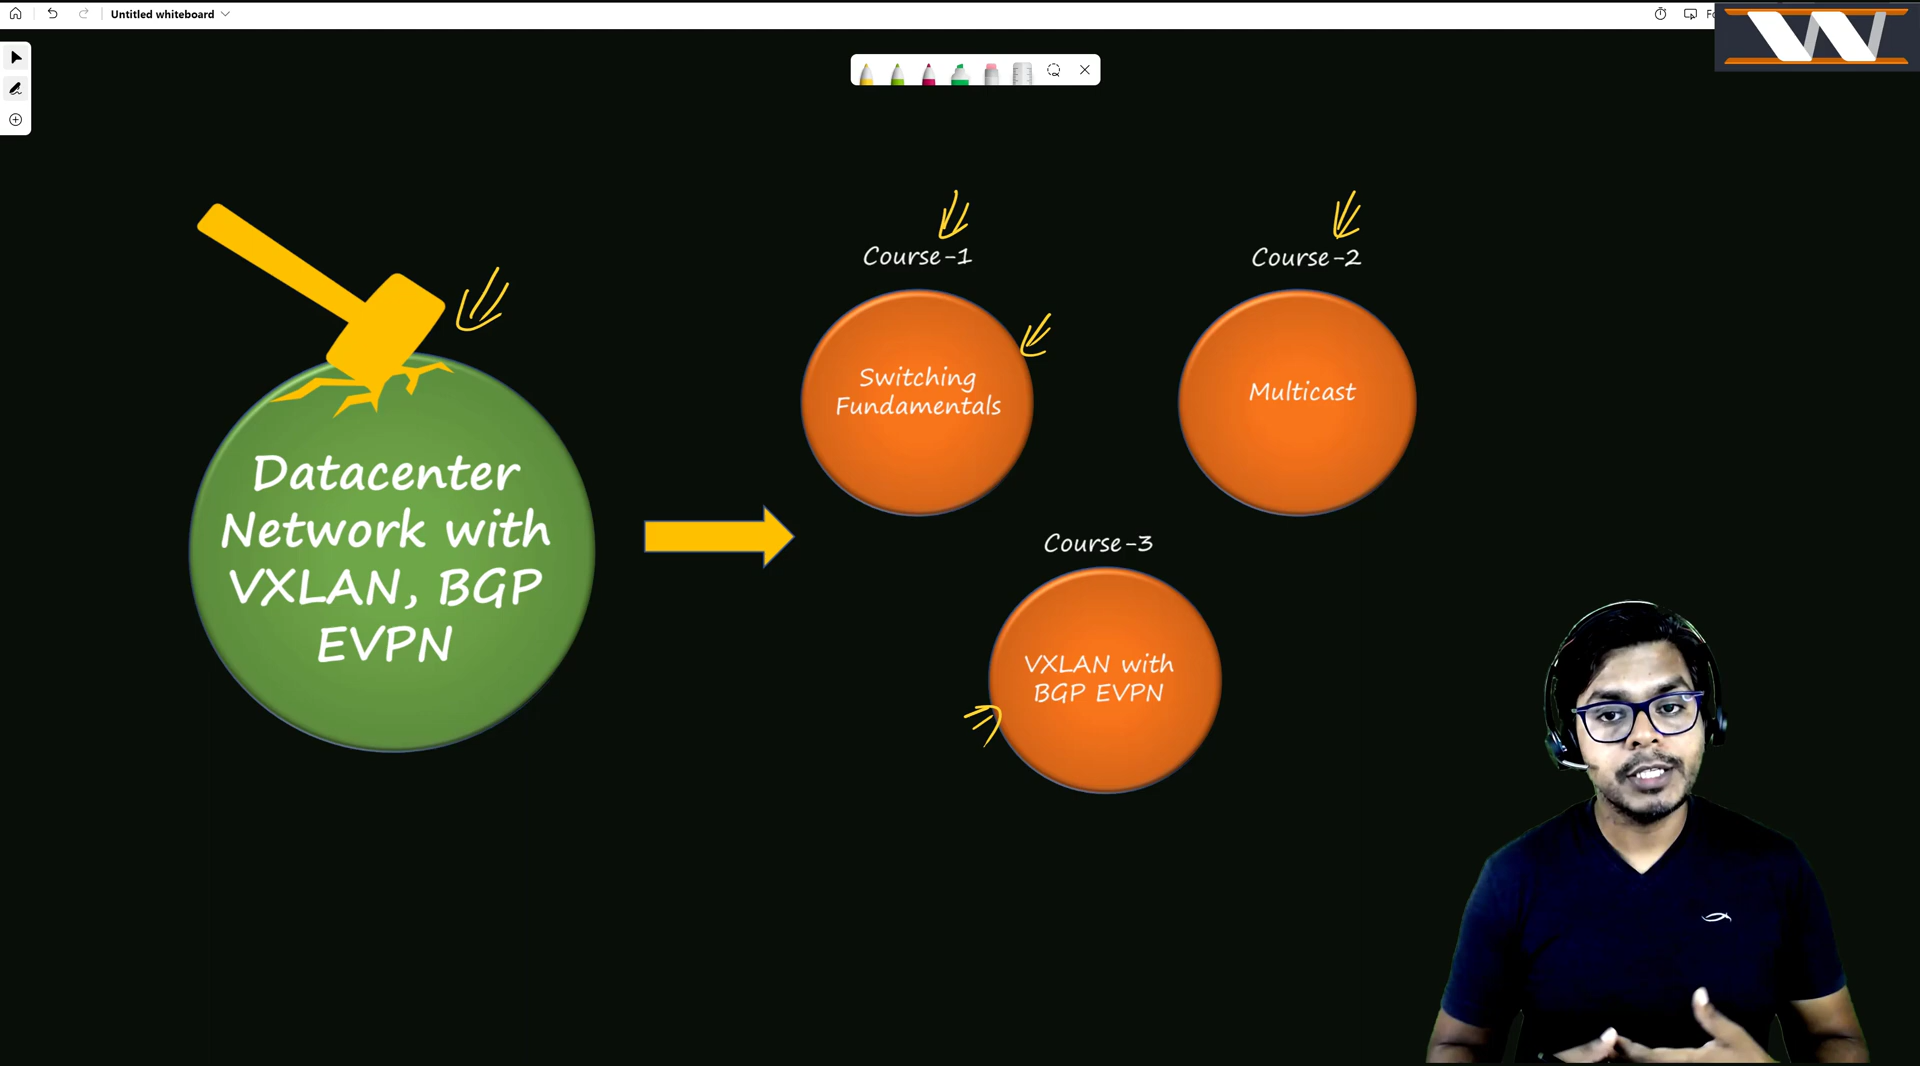 Untitled whiteboard
Datacenter
Network with
VXLAN, BGP
EVPN
Course-1
Switching
Fundamentals
Course-2
Multicast
Course-3
VXLAN with
BGP EVPN